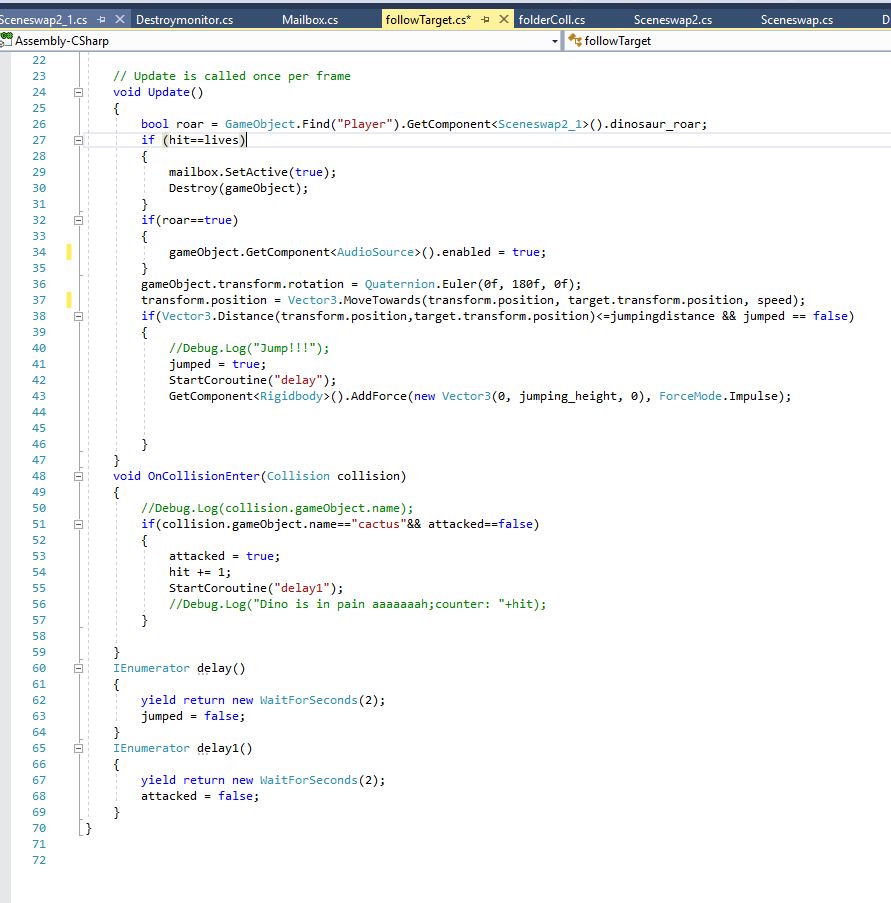 Sceneswap2_1.cs Destroymonitor.cs Mailbox.cs followTarget.cs* folderColl.cs Sceneswap2.cs Sceneswap.cs D
Assembly-CSharp followTarget
22
23 // Update is called once per frame
24 void Update()
25 {
26 bool roar = GameObject.Find("Player").GetComponent<Sceneswap2_1>().dinosaur_roar;
27 if (hit==lives)
28 {
29 mailbox.SetActive(true);
30 Destroy(gameObject);
31 }
32 if(roar==true)
33 {
34 gameObject.GetComponent<AudioSource>().enabled = true;
35 }
36 gameObject.transform.rotation = Quaternion.Euler(0f, 180f, 0f);
37 transform.position = Vector3.MoveTowards(transform.position, target.transform.position, speed);
38 if(Vector3.Distance(transform.position,target.transform.position)<=jumpingdistance && jumped == false)
39 {
40 //Debug.Log("Jump!!!");
41 jumped = true;
42 StartCoroutine("delay");
43 GetComponent<Rigidbody>().AddForce(new Vector3(0, jumping_height, 0), ForceMode.Impulse);
44
45
46 }
47 }
48 void OnCollisionEnter(Collision collision)
49 {
50 //Debug.Log(collision.gameObject.name);
51 if(collision.gameObject.name=="cactus"&& attacked==false)
52 {
53 attacked = true;
54 hit += 1;
55 StartCoroutine("delay1");
56 //Debug.Log("Dino is in pain aaaaaaah;counter: "+hit);
57 }
58
59 }
60 IEnumerator delay()
61 {
62 yield return new WaitForSeconds(2);
63 jumped = false;
64 }
65 IEnumerator delay1()
66 {
67 yield return new WaitForSeconds(2);
68 attacked = false;
69 }
70 }
71
72